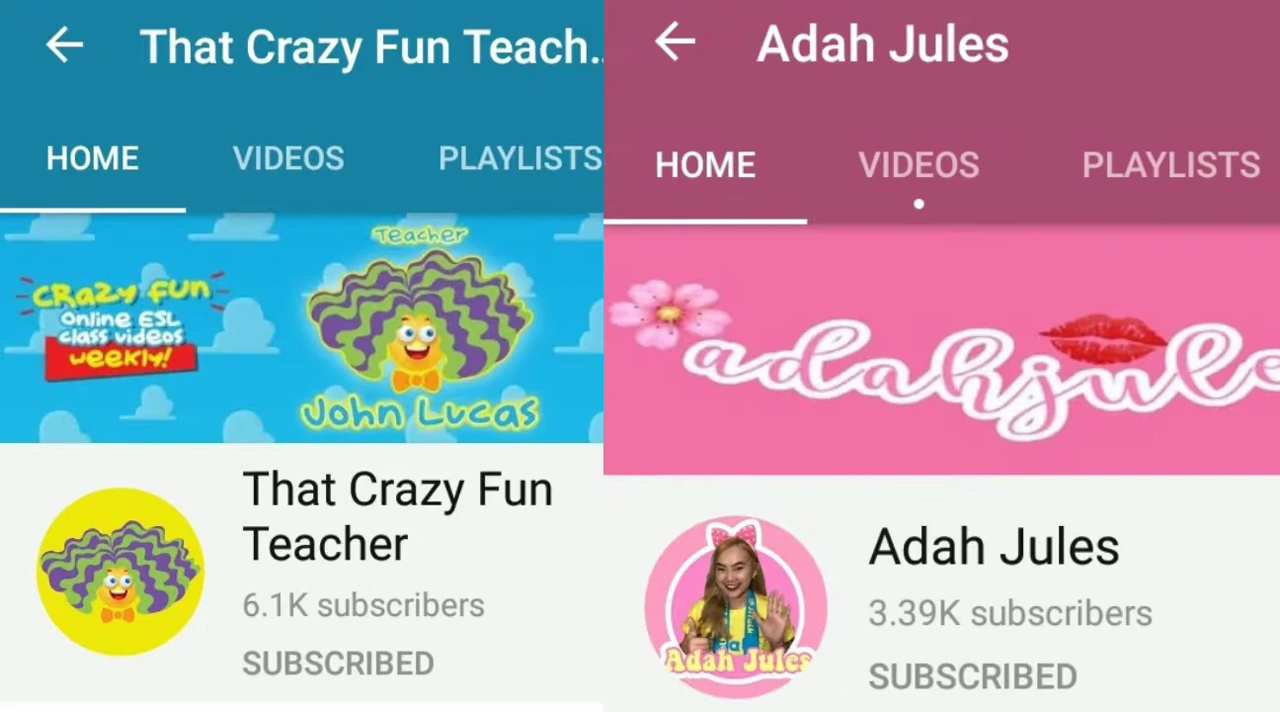 That Crazy Fun Teach..
HOME VIDEOS PLAYLISTS
CRazy fun
Online ESL
class videos
weekly!
Teacher
John Lucas
That Crazy Fun
Teacher
6.1K subscribers
SUBSCRIBED
Adah Jules
HOME VIDEOS PLAYLISTS
adahjule
Adah Jules
Adah Jules
3.39K subscribers
SUBSCRIBED